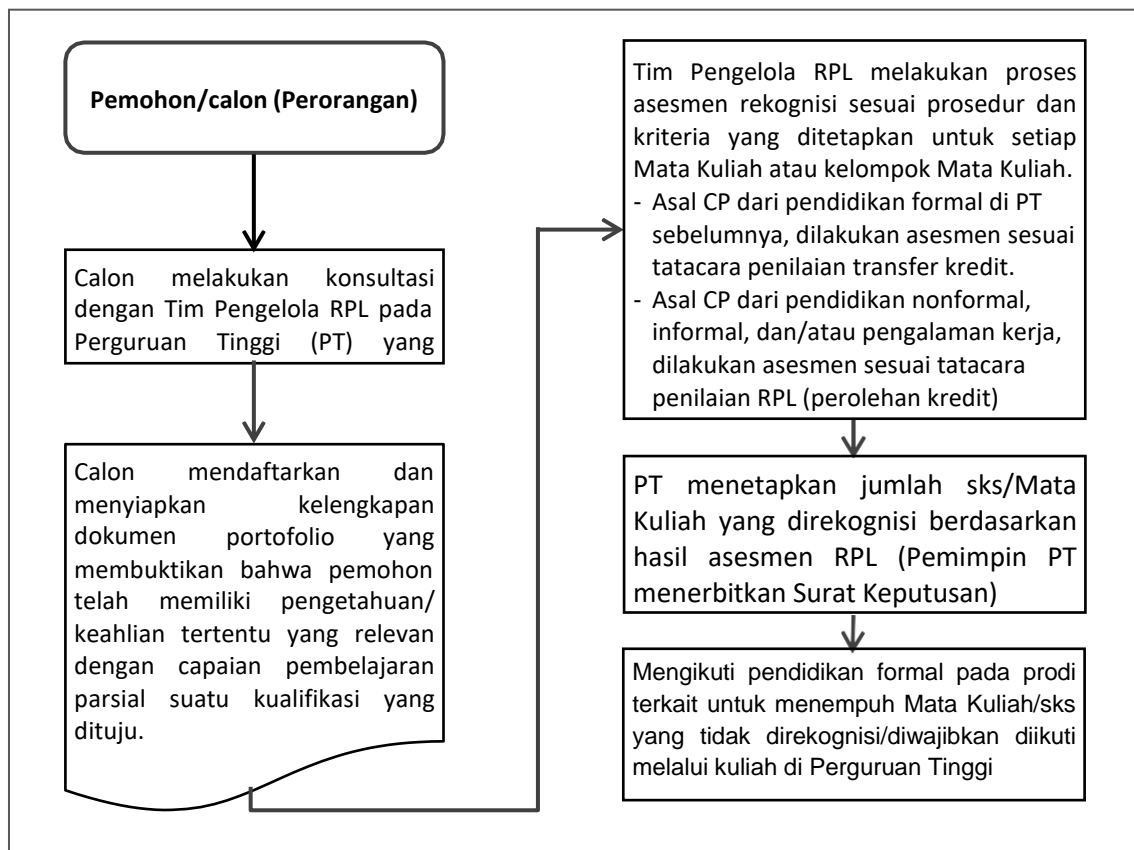 Pemohon/calon (Perorangan)
Calon melakukan konsultasi
dengan Tim Pengelola RPL pada
Perguruan Tinggi (PT) yang
Calon mendaftarkan dan
menyiapkan kelengkapan
dokumen portofolio yang
membuktikan bahwa pemohon
telah memiliki pengetahuan/
keahlian tertentu yang relevan
dengan capaian pembelajaran
parsial suatu kualifikasi yang
dituju.
Tim Pengelola RPL melakukan proses
asesmen rekognisi sesuai prosedur dan
kriteria yang ditetapkan untuk setiap
Mata Kuliah atau kelompok Mata Kuliah.
- Asal CP dari pendidikan formal di PT
sebelumnya, dilakukan asesmen sesuai
tatacara penilaian transfer kredit.
- Asal CP dari pendidikan nonformal,
informal, dan/atau pengalaman kerja,
dilakukan asesmen sesuai tatacara
penilaian RPL (perolehan kredit)
PT menetapkan jumlah sks/Mata
Kuliah yang direkognisi berdasarkan
hasil asesmen RPL (Pemimpin PT
menerbitkan Surat Keputusan)
Mengikuti pendidikan formal pada prodi
terkait untuk menempuh Mata Kuliah/sks
yang tidak direkognisi/diwajibkan diikuti
melalui kuliah di Perguruan Tinggi